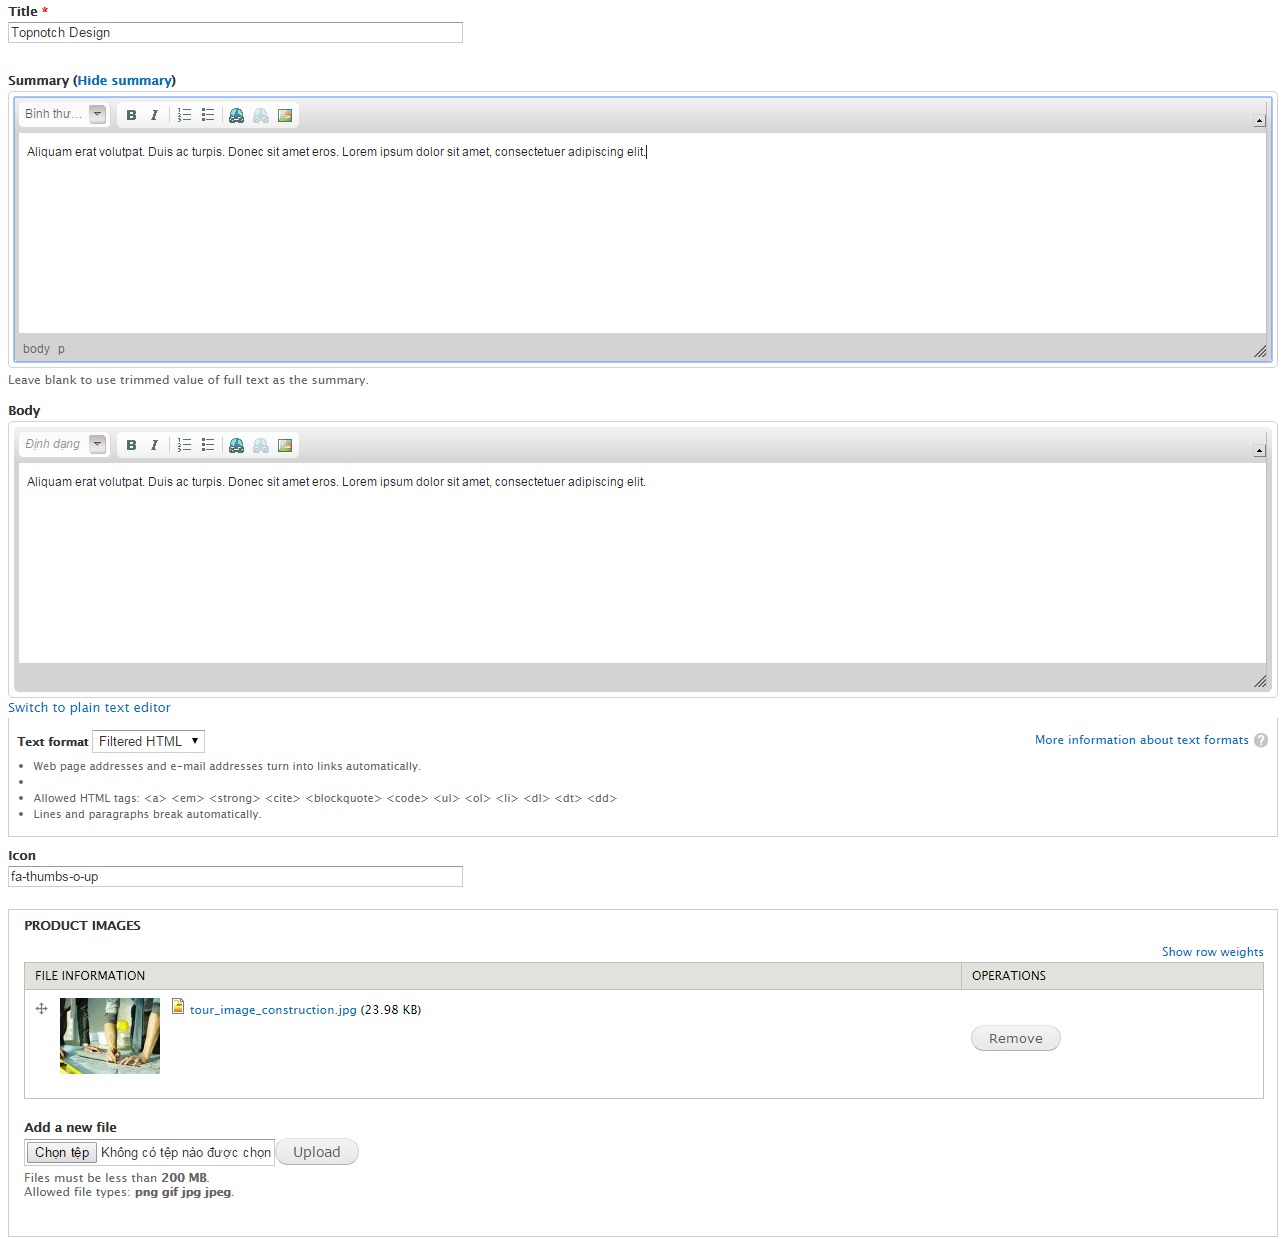 Title *
Topnotch Design
Summary (Hide summary)
Bình thư...
B I
Aliquam erat volutpat. Duis ac turpis. Donec sit amet eros. Lorem ipsum dolor sit amet, consectetuer adipiscing elit.
body p
Leave blank to use trimmed value of full text as the summary.
Body
Định dạng
B I
Aliquam erat volutpat. Duis ac turpis. Donec sit amet eros. Lorem ipsum dolor sit amet, consectetuer adipiscing elit.
Switch to plain text editor
Text format Filtered HTML
More information about text formats ?
Web page addresses and e-mail addresses turn into links automatically.
Allowed HTML tags: <a> <em> <strong> <cite> <blockquote> <code> <ul> <ol> <li> <dl> <dt> <dd>
Lines and paragraphs break automatically.
Icon
fa-thumbs-o-up
PRODUCT IMAGES
Show row weights
FILE INFORMATION OPERATIONS
tour_image_construction.jpg (23.98 KB)
Remove
Add a new file
Chọn tệp Không có tệp nào được chọn Upload
Files must be less than 200 MB.
Allowed file types: png gif jpg jpeg.